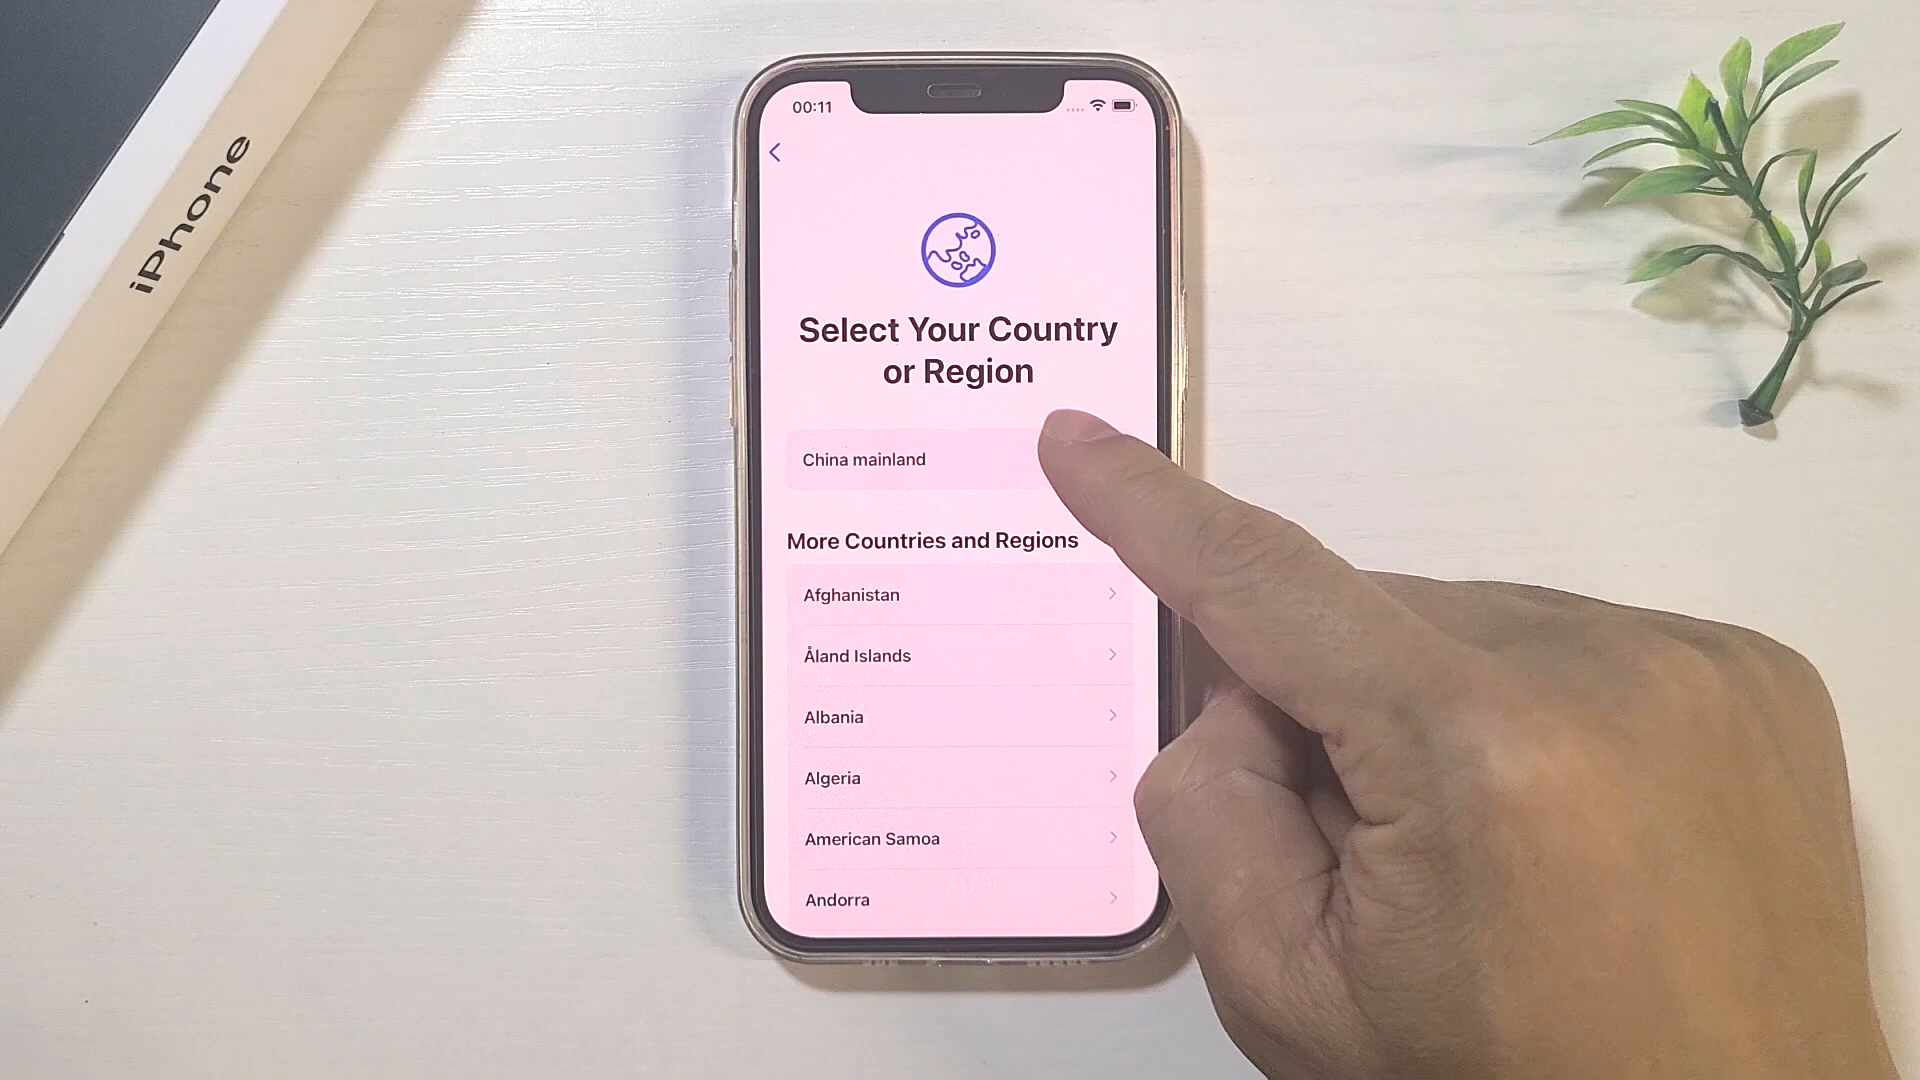 iPhone
00:11
Select Your Country
or Region
China mainland
More Countries and Regions
Afghanistan
Åland Islands
Albania
Algeria
American Samoa
Andorra